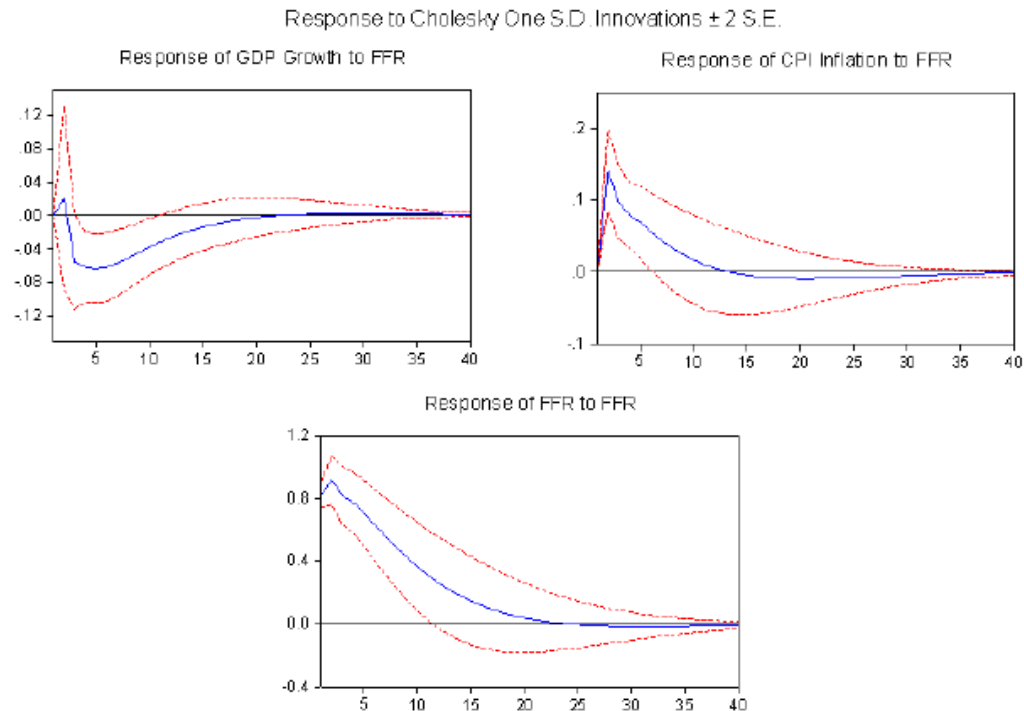 Response to Cholesky One S.D. Innovations ± 2 S.E.
Response of GDP Growth to FFR
.12
.08
.04
.00
-.04
-.08
-.12
5 10 15 20 25 30 35 40
Response of CPI Inflation to FFR
.2
.1
.0
-.1
5 10 15 20 25 30 35 40
Response of FFR to FFR
1.2
0.8
0.4
0.0
-0.4
5 10 15 20 25 30 35 40